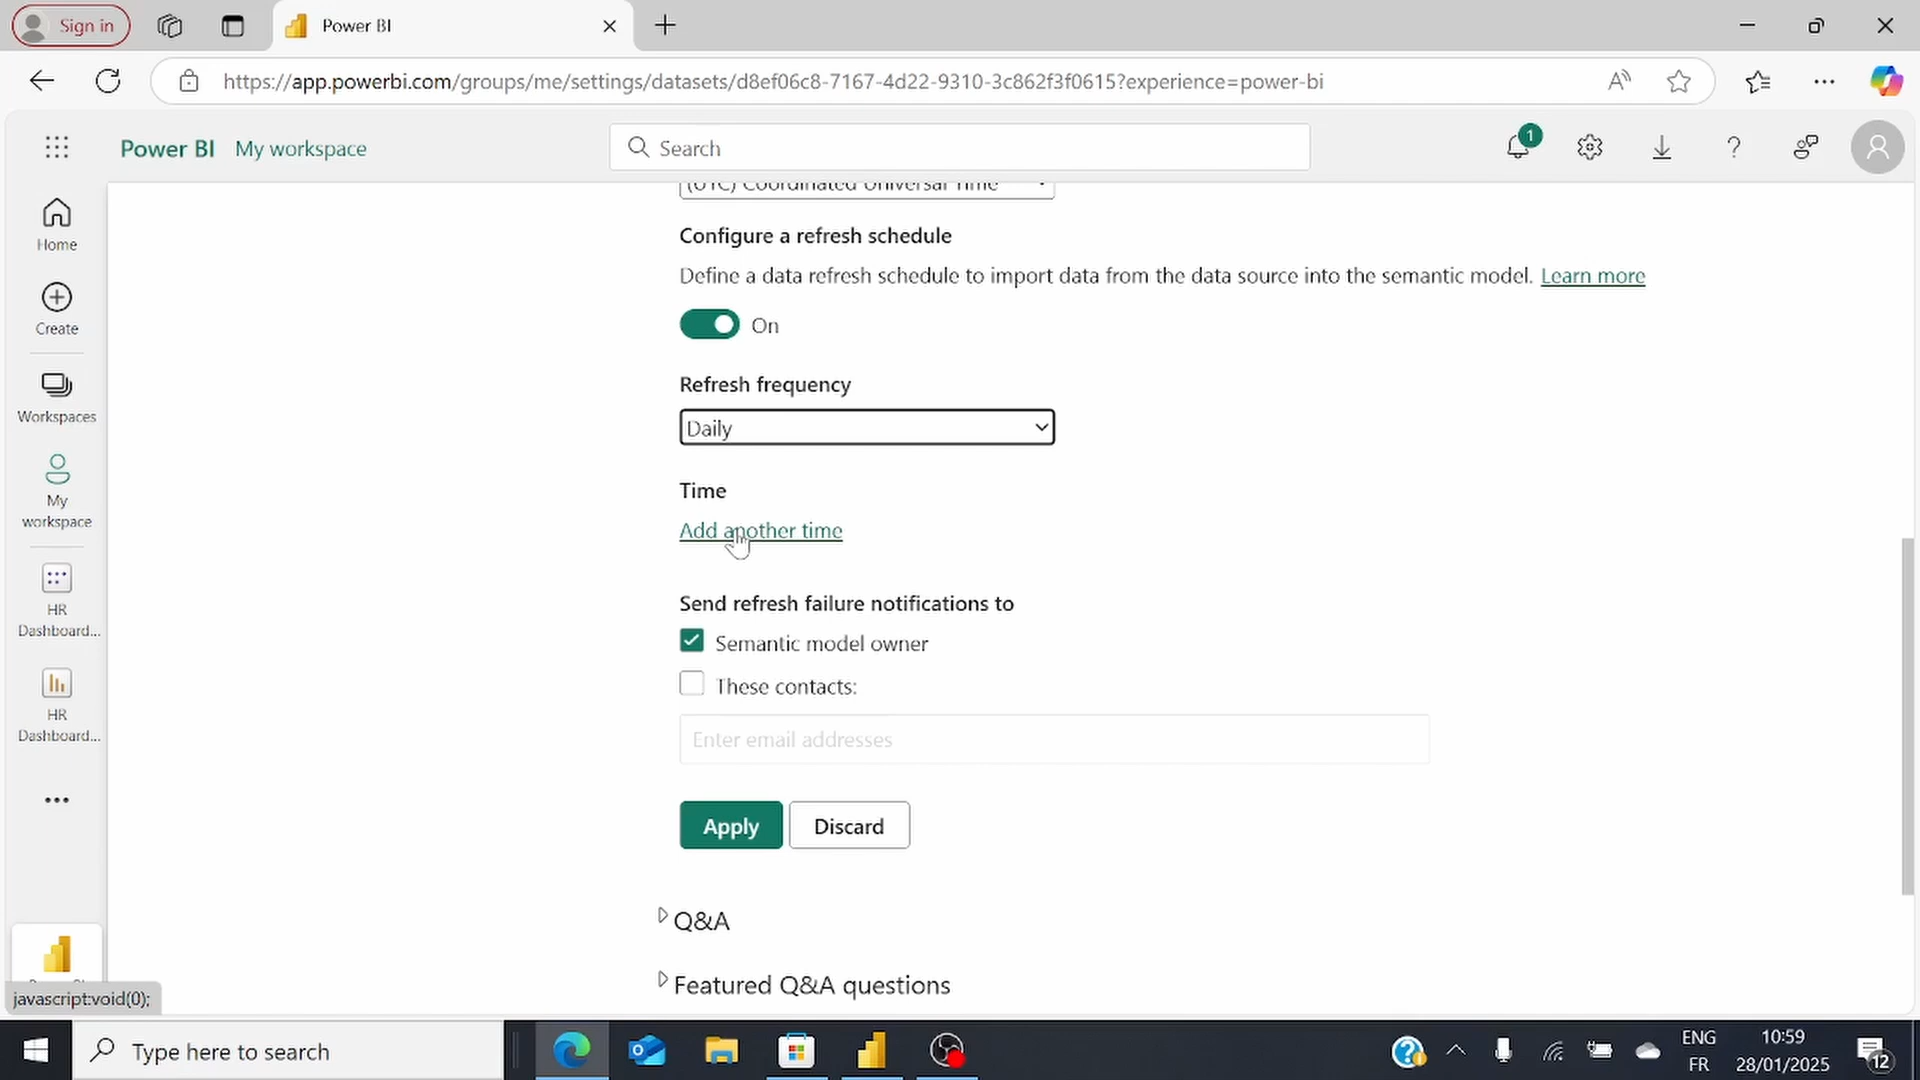 Sign in
Power BI
https://app.powerbi.com/groups/me/settings/datasets/d8ef06c8-7167-4d22-9310-3c862f3f0615?experience=power-bi
Power BI My workspace
Search
1
(UTC) Coordinated Universal Time
Home
Create
Workspaces
My
workspace
HR
Dashboard...
HR
Dashboard...
Configure a refresh schedule
Define a data refresh schedule to import data from the data source into the semantic model. Learn more
On
Refresh frequency
Daily
Time
Add another time
Send refresh failure notifications to
Semantic model owner
These contacts:
Enter email addresses
Apply
Discard
Q&A
Featured Q&A questions
javascript:void(0);
Type here to search
ENG
FR
10:59
28/01/2025
12